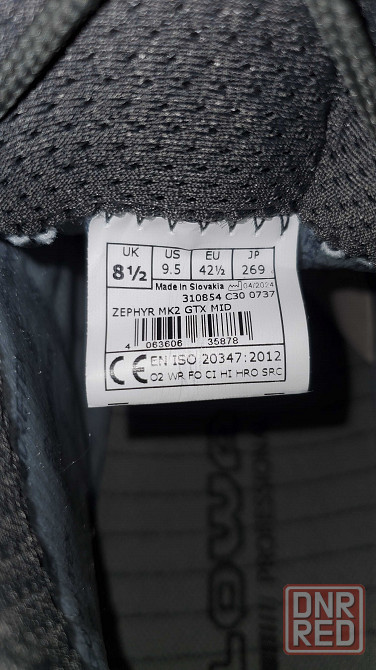 UK US EU JP
8½ 9.5 42½ 269
Made in Slovakia 04/2024
310854 C30 0737
ZEPHYR MK2 GTX MID
4 063606 35878
CE EN ISO 20347:2012
O2 WR FO CI HI HRO SRC
LOWA
PROFESSIONAL
DNR
RED